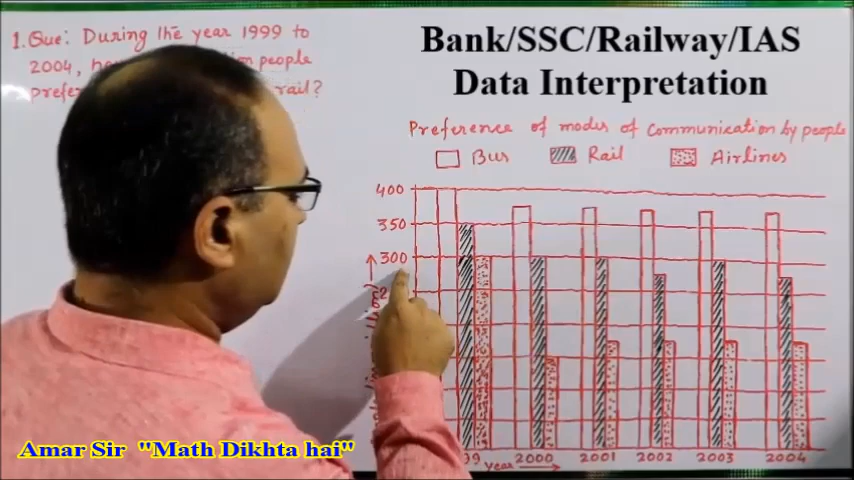 Bank/SSC/Railway/IAS
Data Interpretation
1. Que: During the year 1999 to
2004, people
rail?
Preference of modes of Communication by people
Bus Rail Airlines
400
350
300
2000 2001 2002 2003 2004
year
Amar Sir "Math Dikhta hai"